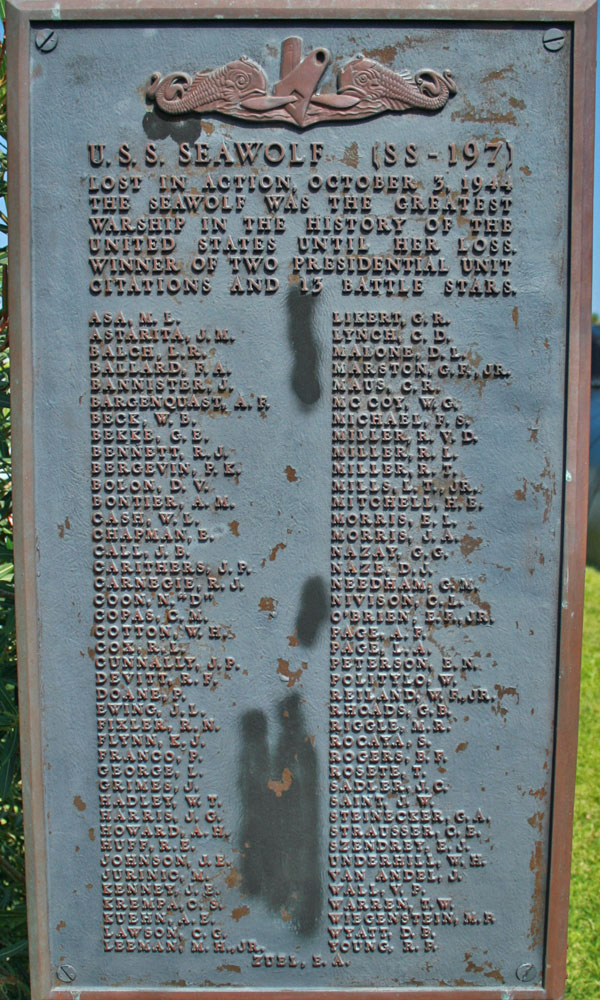 U.S.S. SEAWOLF (SS-197)
LOST IN ACTION, OCTOBER 3, 1944
THE SEAWOLF WAS THE GREATEST
WARSHIP IN THE HISTORY OF THE
UNITED STATES UNTIL HER LOSS.
WINNER OF TWO PRESIDENTIAL UNIT
CITATIONS AND 13 BATTLE STARS.
ASA, M. L.
ASTARITA, J. M.
BALCH, L. R.
BALLARD, F. A.
BANNISTER, J.
BARGENQUAST, A. F.
BECK, W. B.
BEKKE, G. E.
BENNETT, R. J.
BERGEVIN, P. K.
BOLON, D. V.
BONTIER, A. M.
CASH, W. L.
CHAPMAN, E.
CALL, J. B.
CARITHERS, J. P.
CARNEGIE, R. J.
COON, N. "D"
COFAS, C. M.
COTTON, W. H.
COX, R. L.
CUNNALLY, J. P.
DEVITT, R. F.
DOANE, P.
EWING, J. L.
FIXLER, R. N.
FLYNN, K. J.
FRANCO, P.
GEORGE, L.
GRIMES, J.
HADLEY, W. T.
HARRIS, J. G.
HOWARD, A. H.
HUFF, R. E.
JOHNSON, J. E.
JURINIC, M.
KENNEY, J. E.
KREMPA, C. S.
KUEHN, A. E.
LAWSON, C. G.
LEEMAN, M. H., JR.
LIKERT, G. R.
LYNCH, C. D.
MALONE, D. L.
MARSTON, G. F., JR.
MAUS, C. R.
MC COY, W. G.
MICHAEL, F. S.
MILLER, R. V. D.
MILLER, R. L.
MILLER, R. T.
MILLS, L. T., JR.
MITCHELL, H. E.
MORRIS, E. L.
MORRIS, J. A.
NAZAY, G. G.
NAZE, D. J.
NEEDHAM, G. M.
NIVISON, C. L.
O'BRIEN, E. F., JR.
PAGE, A. F.
PAGE, L. A.
PETERSON, E. N.
POLITYLO, W.
REILAND, W. F., JR.
RHOADS, G. B.
RIGGLE, M. R.
ROCAYA, S.
ROGERS, F. F.
ROSETE, T.
SADLER, J. O.
SAINT, J. W.
STEINECKER, G. A.
STRAUSSER, C. E.
SZENDREY, E. J.
UNDERHILL, W. H.
VAN ANDEL, J.
WALL, V. P.
WARREN, T. W.
WIEGENSTEIN, M. P.
WYATT, D. B.
YOUNG, R. P.
ZUEL, E. A.